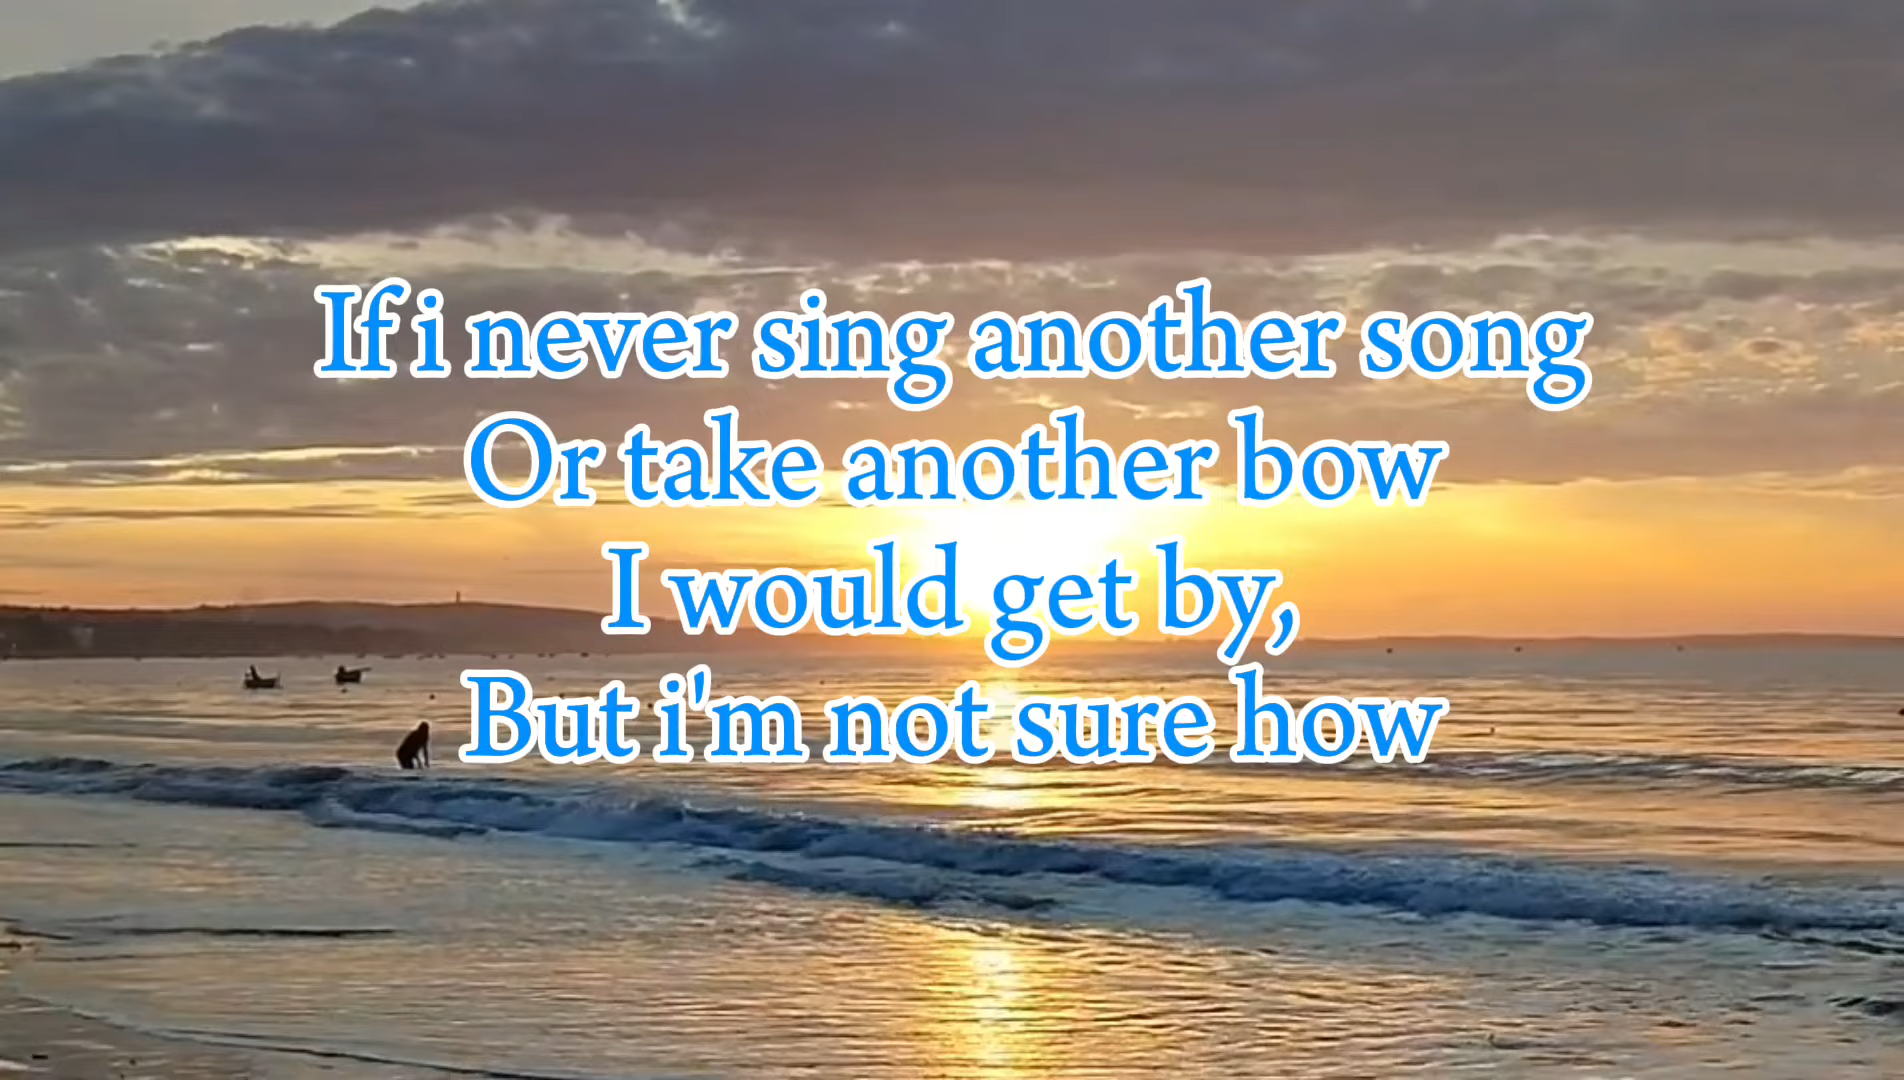 If i never sing another song
Or take another bow
I would get by,
But i'm not sure how